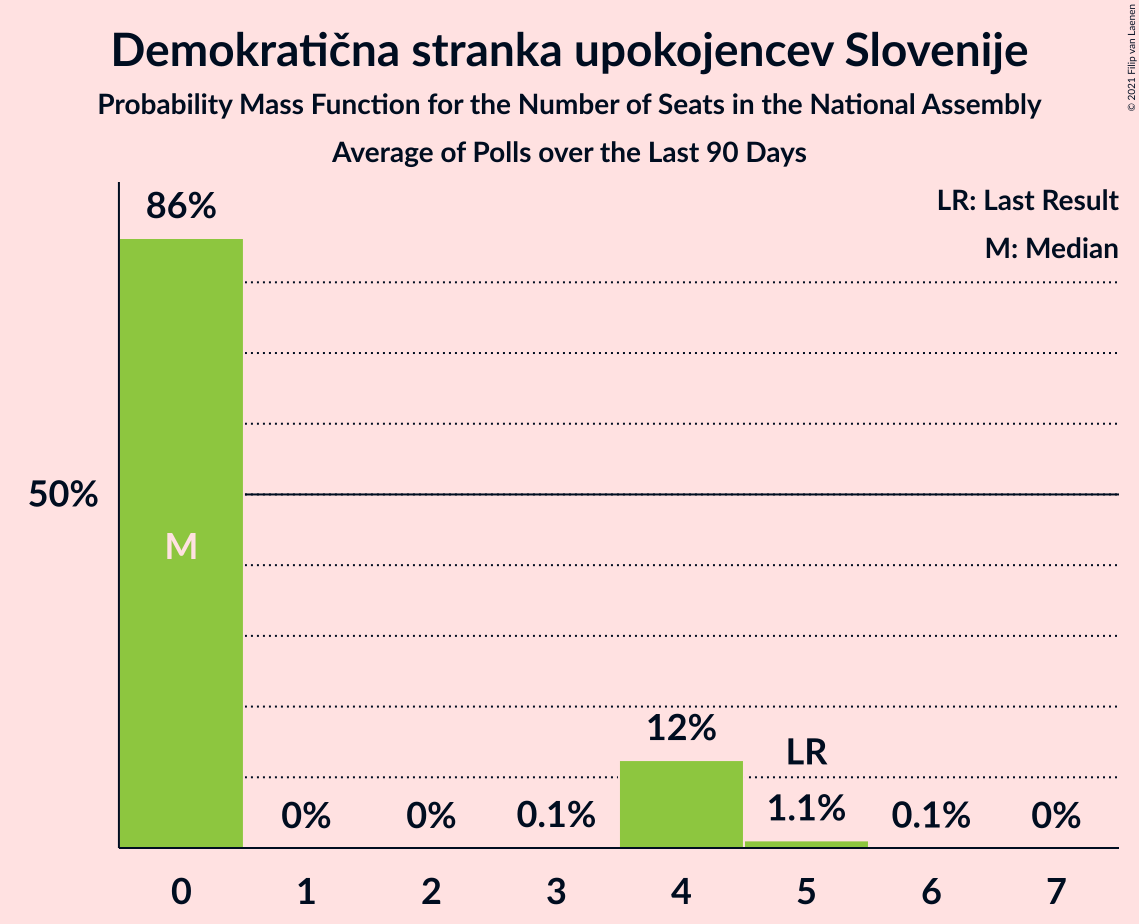 Demokratična stranka upokojencev Slovenije
Probability Mass Function for the Number of Seats in the National Assembly
Average of Polls over the Last 90 Days
© 2021 Filip van Laenen
LR: Last Result
M: Median
86%
50%
M
12%
LR
0%
0%
0.1%
1.1%
0.1%
0%
0 1 2 3 4 5 6 7